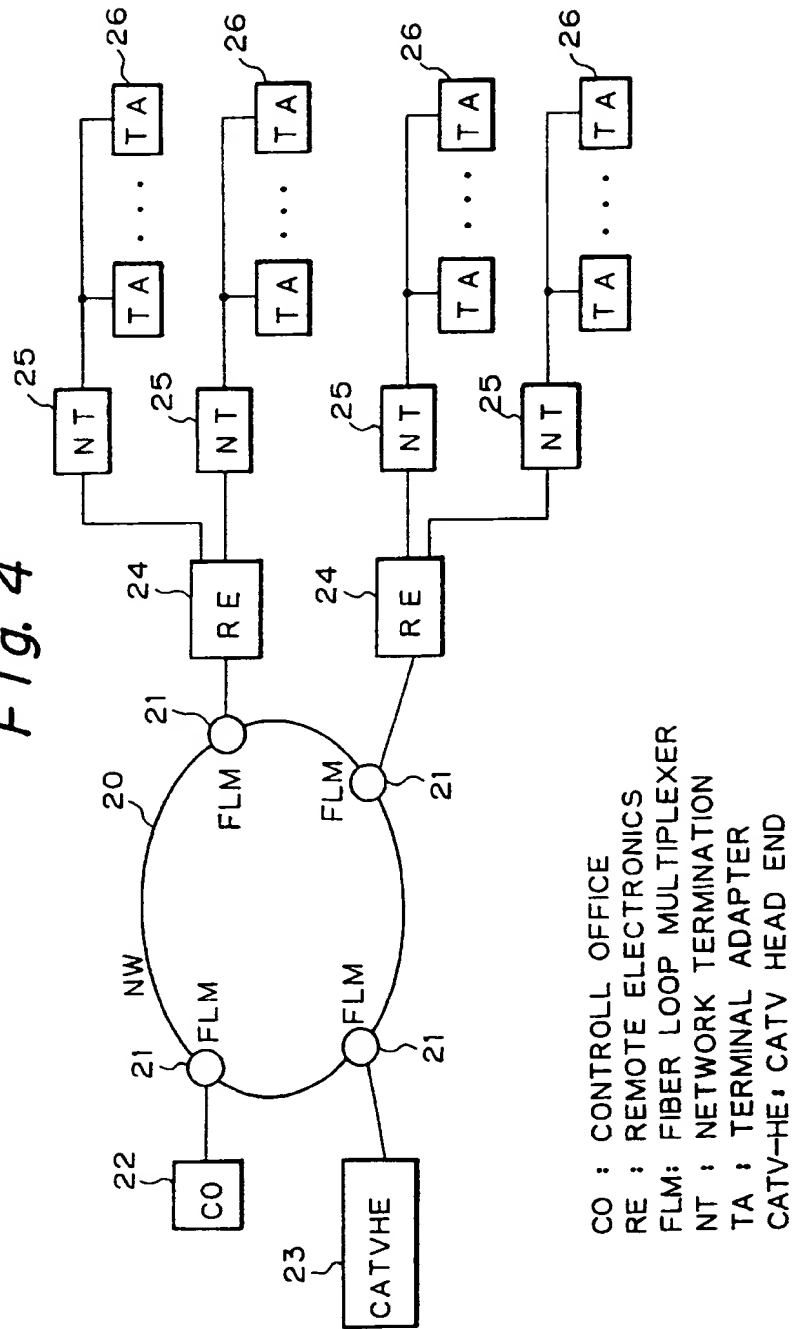 Fig. 4
26
TA
TA
25
NT
26
TA
TA
25
NT
24
RE
26
TA
TA
25
NT
26
TA
TA
25
NT
24
RE
20
NW
21
FLM
21
FLM
21
FLM
21
FLM
22
CO
23
CATVHE
CO : CONTROLL OFFICE
RE : REMOTE ELECTRONICS
FLM: FIBER LOOP MULTIPLEXER
NT : NETWORK TERMINATION
TA : TERMINAL ADAPTER
CATV-HE: CATV HEAD END